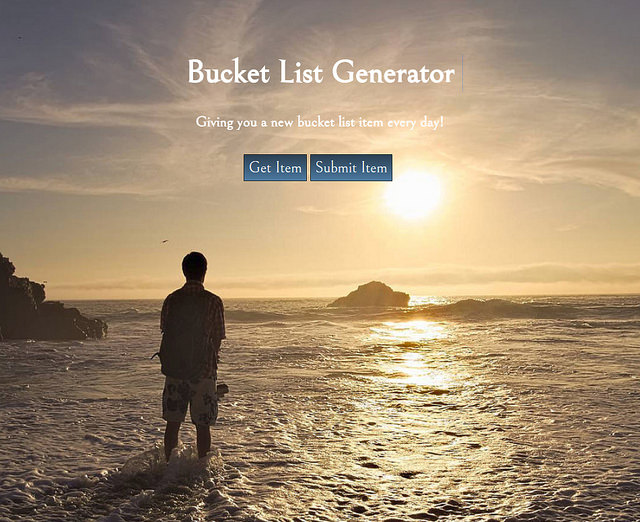 Bucket List Generator
Giving you a new bucket list item every day!
Get Item Submit Item